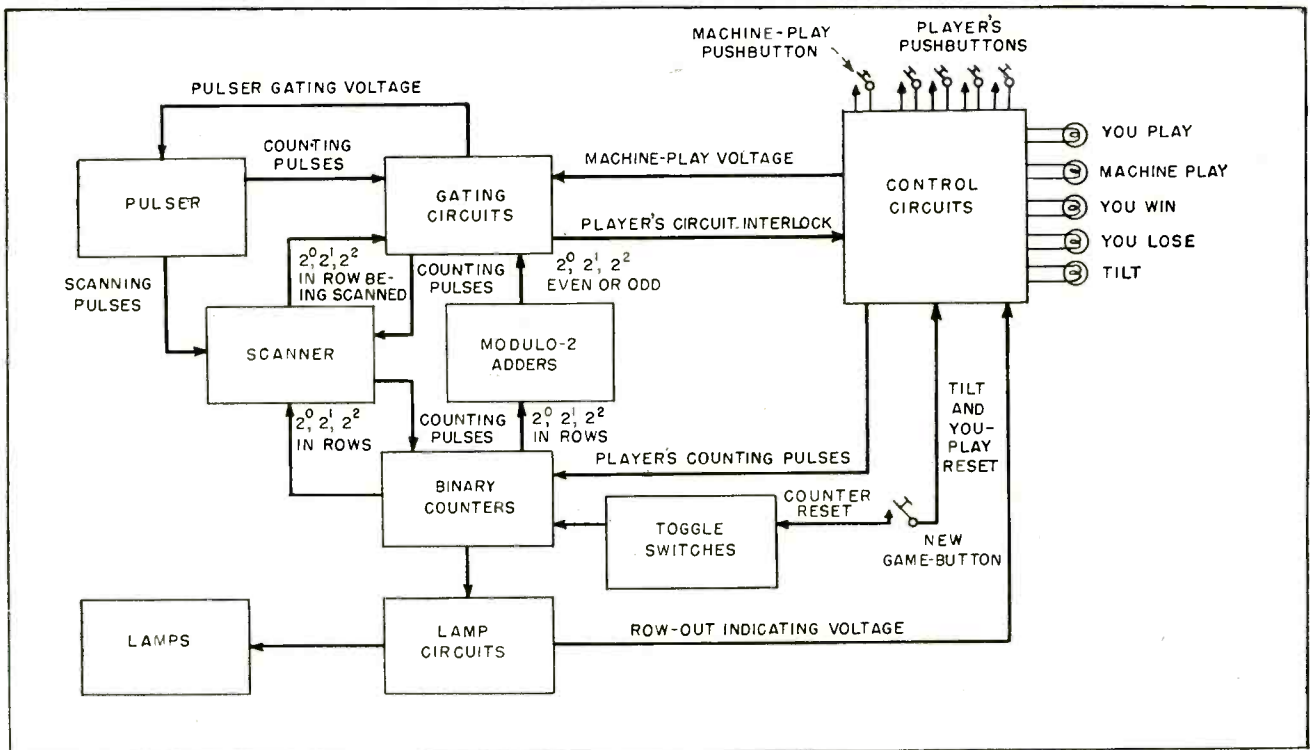 MACHINE-PLAY
PUSHBUTTON
PLAYER'S
PUSHBUTTONS
PULSER GATING VOLTAGE
COUNTING
PULSES
PULSER
GATING
CIRCUITS
MACHINE-PLAY VOLTAGE
PLAYER'S CIRCUIT INTERLOCK
CONTROL
CIRCUITS
YOU PLAY
MACHINE PLAY
YOU WIN
YOU LOSE
TILT
SCANNING
PULSES
2⁰, 2¹, 2²
IN ROW BE-
ING SCANNED
COUNTING
PULSES
2⁰, 2¹, 2²
EVEN OR ODD
SCANNER
MODULO-2
ADDERS
2⁰, 2¹, 2²
IN ROWS
COUNTING
PULSES
2⁰, 2¹, 2²
IN ROWS
TILT
AND
YOU-
PLAY
RESET
PLAYER'S COUNTING PULSES
BINARY
COUNTERS
TOGGLE
SWITCHES
COUNTER
RESET
NEW
GAME-BUTTON
LAMPS
LAMP
CIRCUITS
ROW-OUT INDICATING VOLTAGE